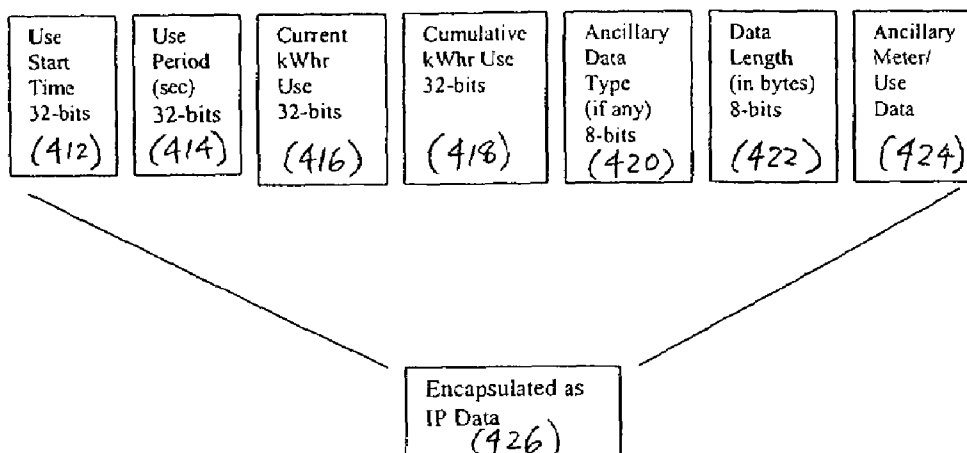 Use
Start
Time
32-bits
(412)
Use
Period
(sec)
32-bits
(414)
Current
kWhr
Use
32-bits
(416)
Cumulative
kWhr Use
32-bits
(418)
Ancillary
Data
Type
(if any)
8-bits
(420)
Data
Length
(in bytes)
8-bits
(422)
Ancillary
Meter/
Use
Data
(424)
Encapsulated as
IP Data
(426)